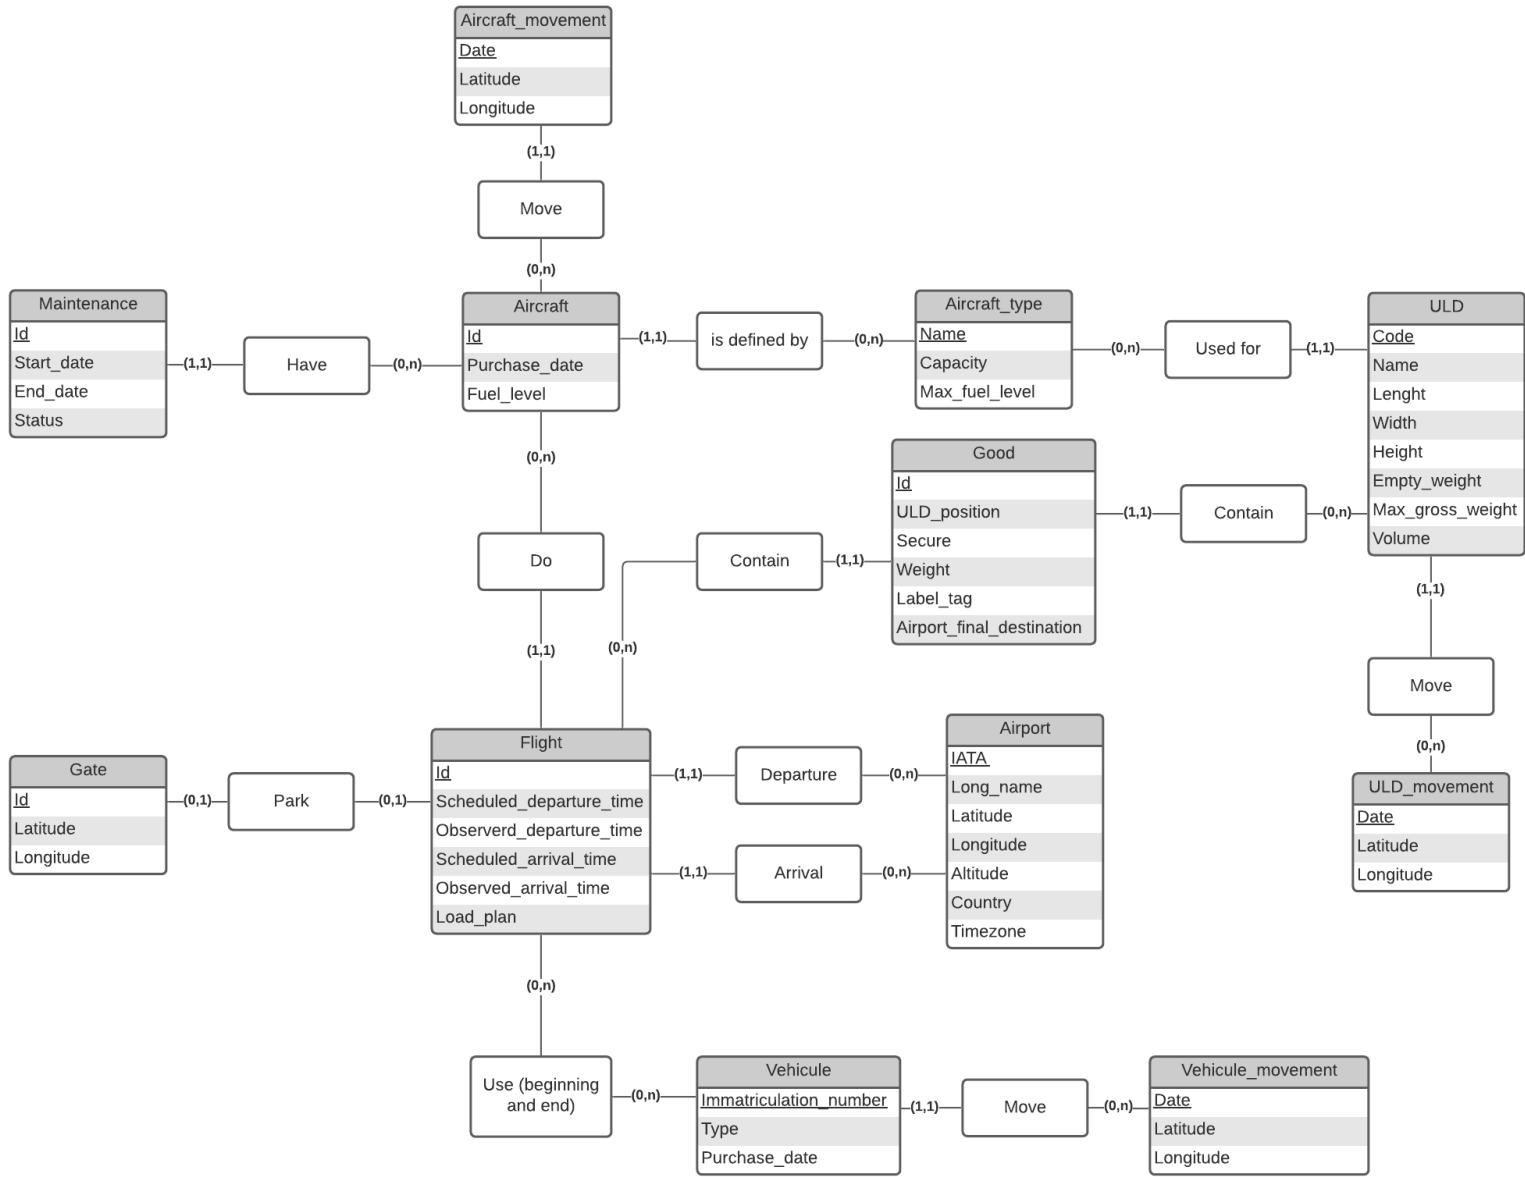 Aircraft_movement
Date
Latitude
Longitude
(1,1)
Move
(0,n)
Maintenance
Id
Start_date
End_date
Status
(1,1)
Have
(0,n)
Aircraft
Id
Purchase_date
Fuel_level
(1,1)
is defined by
(0,n)
Aircraft_type
Name
Capacity
Max_fuel_level
(0,n)
Used for
(1,1)
ULD
Code
Name
Lenght
Width
Height
Empty_weight
Max_gross_weight
Volume
(0,n)
Do
(1,1)
Good
Id
ULD_position
Secure
Weight
Label_tag
Airport_final_destination
(1,1)
Contain
(0,n)
(0,n)
Contain
(1,1)
(1,1)
Move
(0,n)
ULD_movement
Date
Latitude
Longitude
Gate
Id
Latitude
Longitude
(0,1)
Park
(0,1)
Flight
Id
Scheduled_departure_time
Observerd_departure_time
Scheduled_arrival_time
Observed_arrival_time
Load_plan
(1,1)
Departure
(0,n)
(1,1)
Arrival
(0,n)
Airport
IATA
Long_name
Latitude
Longitude
Altitude
Country
Timezone
(0,n)
Use (beginning
and end)
(0,n)
Vehicule
Immatriculation_number
Type
Purchase_date
(1,1)
Move
(0,n)
Vehicule_movement
Date
Latitude
Longitude